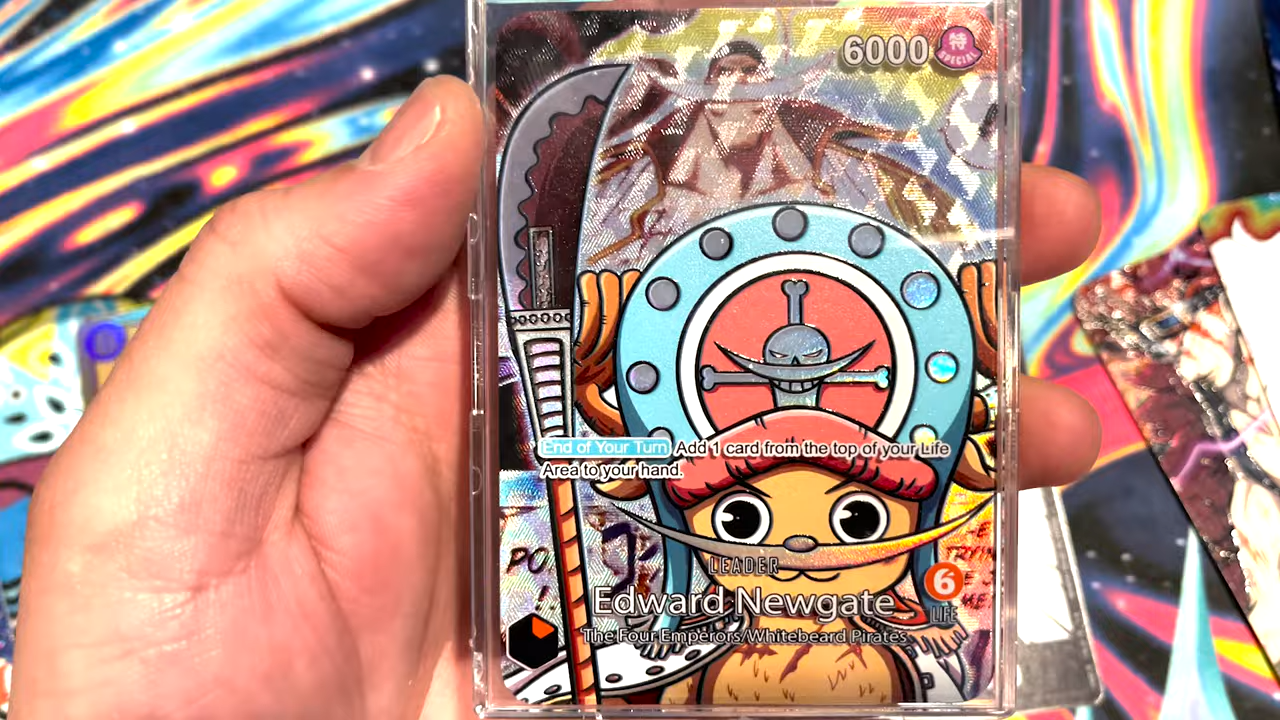 6000 特
SPECIAL
End of Your Turn Add 1 card from the top of your Life
Area to your hand.
LEADER
Edward Newgate
6
LIFE
The Four Emperors/Whitebeard Pirates